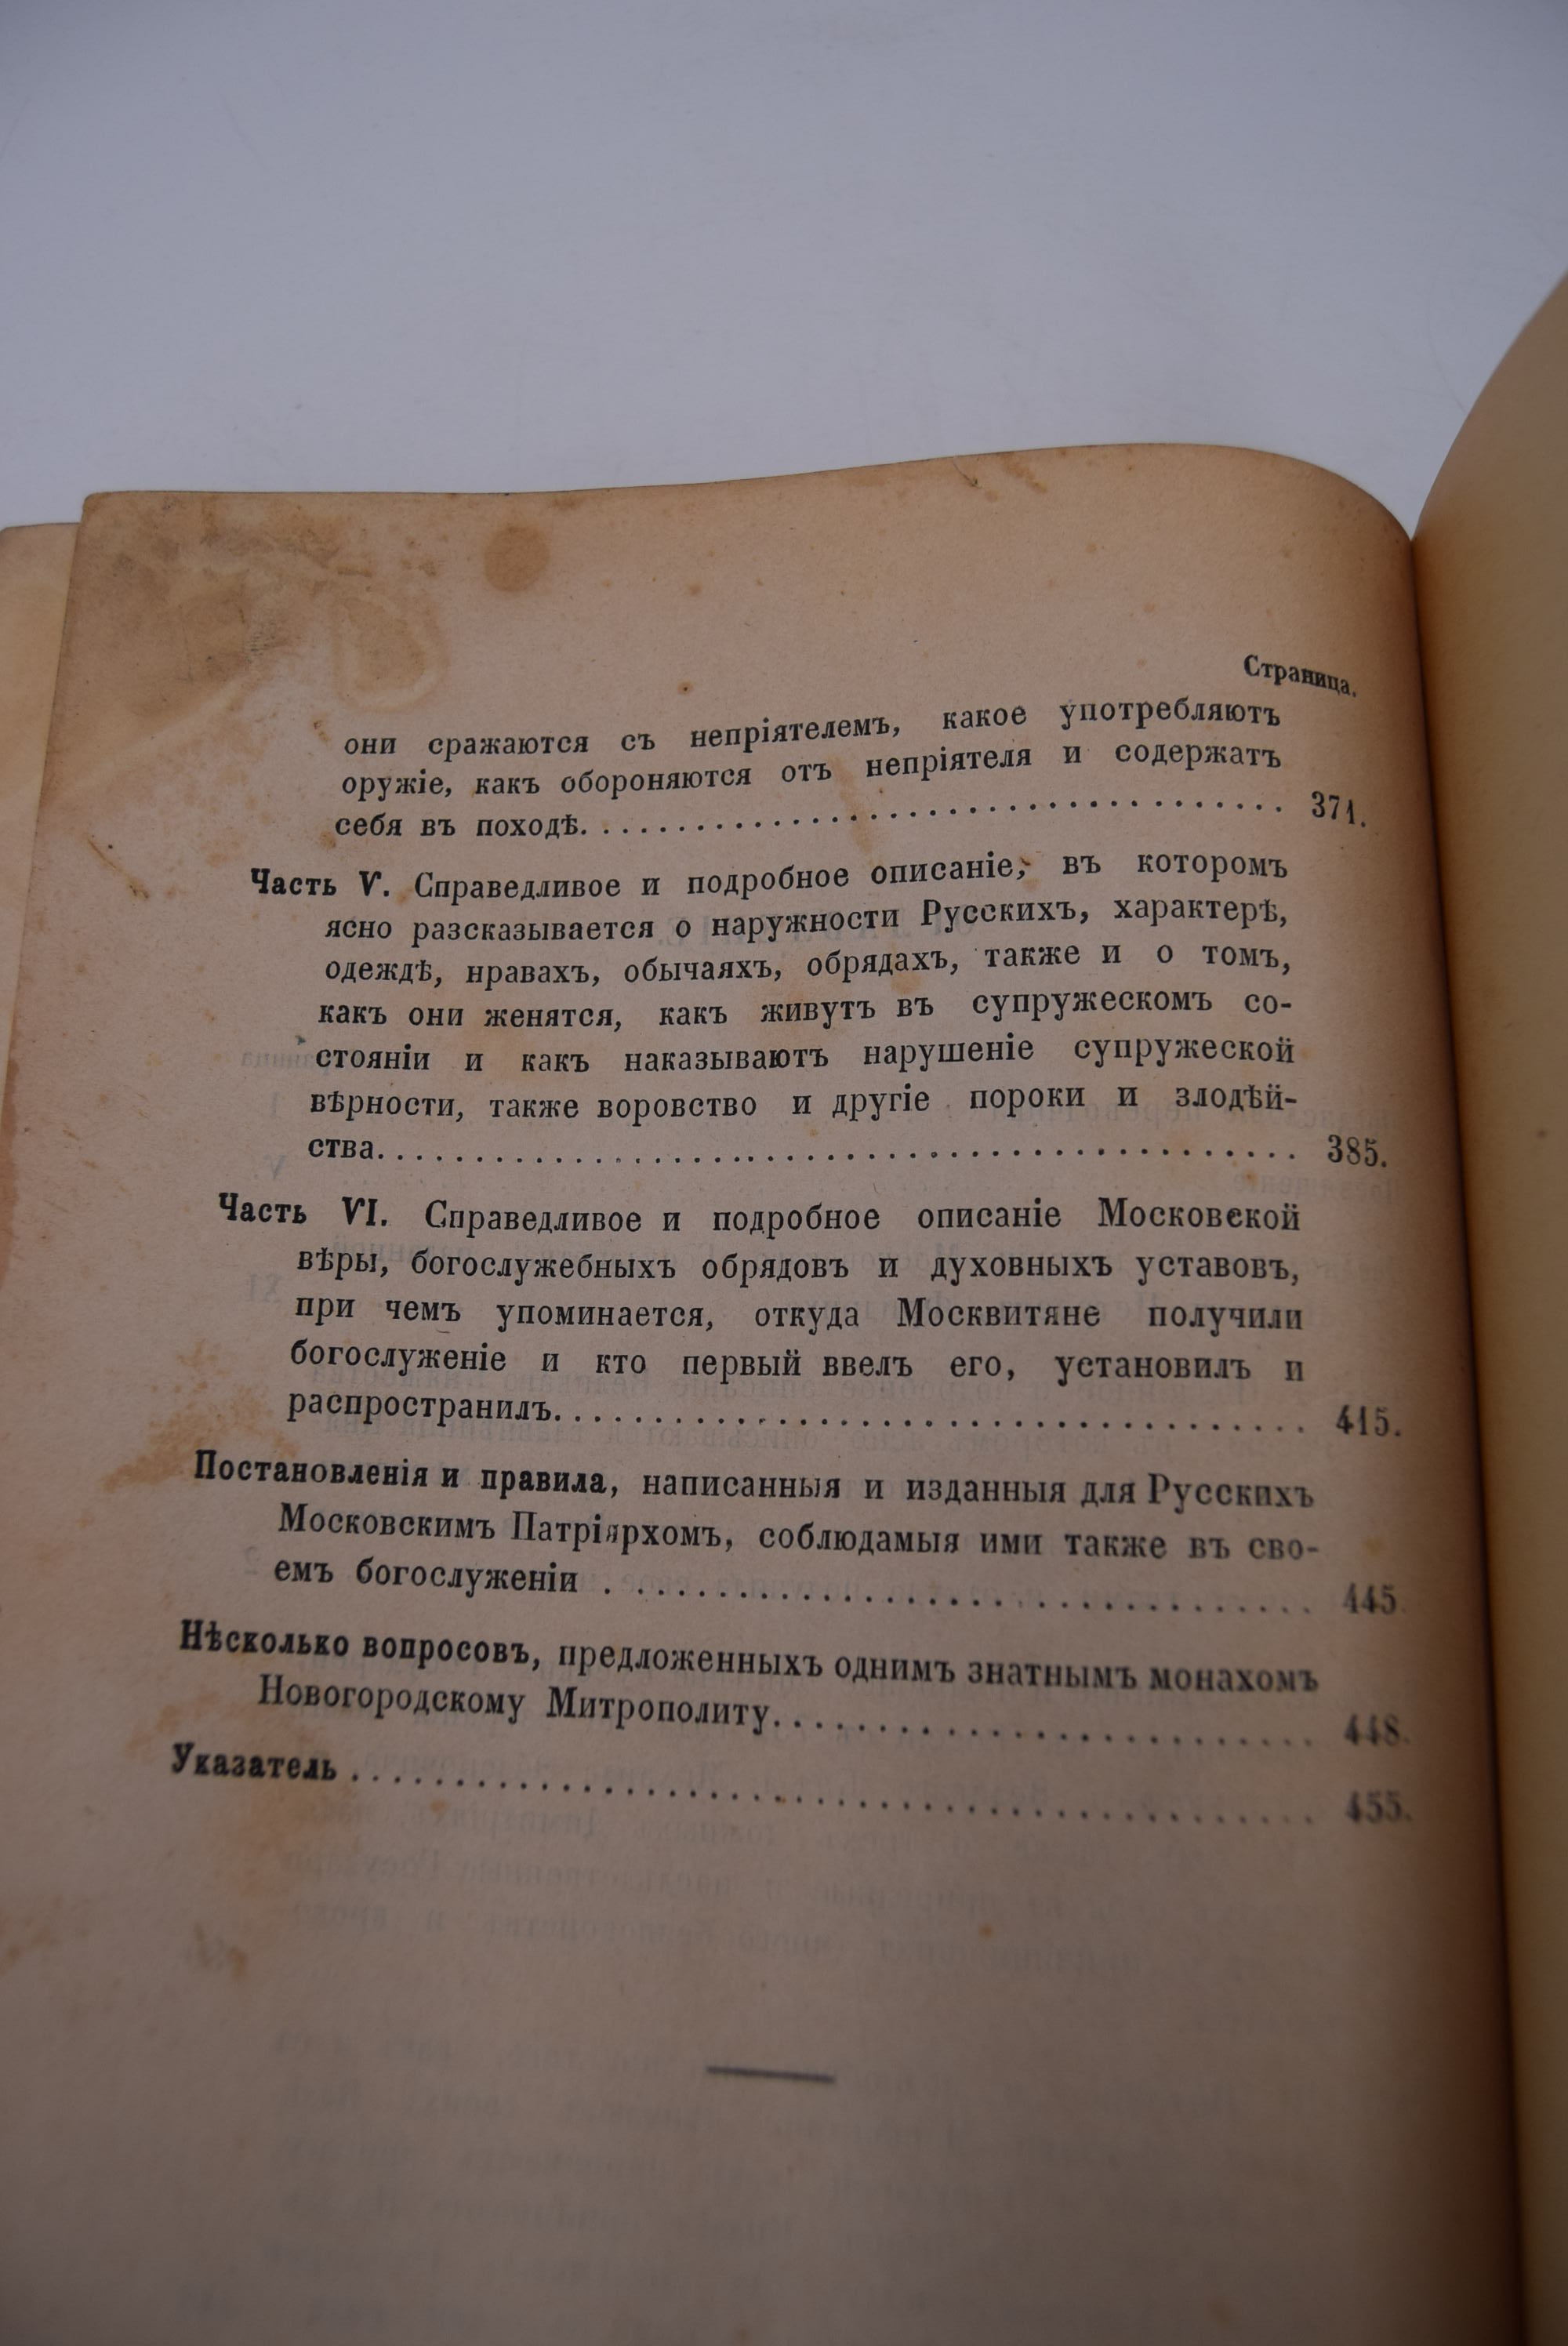 Страница.
они сражаются съ непріятелемъ, какое употребляютъ
оружіе, какъ обороняются отъ непріятеля и содержатъ
себя въ походѣ. . . . . . . . . . . . . . . . . . . . . . . . . . . . . . 371.
Часть V. Справедливое и подробное описаніе, въ которомъ
ясно разсказывается о наружности Русскихъ, характерѣ,
одеждѣ, нравахъ, обычаяхъ, обрядахъ, также и о томъ,
какъ они женятся, какъ живутъ въ супружескомъ со-
стояніи и какъ наказываютъ нарушеніе супружеской
вѣрности, также воровство и другіе пороки и злодѣй-
ства. . . . . . . . . . . . . . . . . . . . . . . . . . . . . . . . . . . . . 385.
Часть VI. Справедливое и подробное описаніе Московской
вѣры, богослужебныхъ обрядовъ и духовныхъ уставовъ,
при чемъ упоминается, откуда Москвитяне получили
богослуженіе и кто первый ввелъ его, установилъ и
распространилъ. . . . . . . . . . . . . . . . . . . . . . . . . . . . . . . 415.
Постановленія и правила, написанныя и изданныя для Русскихъ
Московскимъ Патріархомъ, соблюдамыя ими также въ сво-
емъ богослуженіи . . . . . . . . . . . . . . . . . . . . . . . . . . . . . 445.
Нѣсколько вопросовъ, предложенныхъ однимъ знатнымъ монахомъ
Новогородскому Митрополиту. . . . . . . . . . . . . . . . . . . . . . 448.
Указатель . . . . . . . . . . . . . . . . . . . . . . . . . . . . . . . . . . . 455.